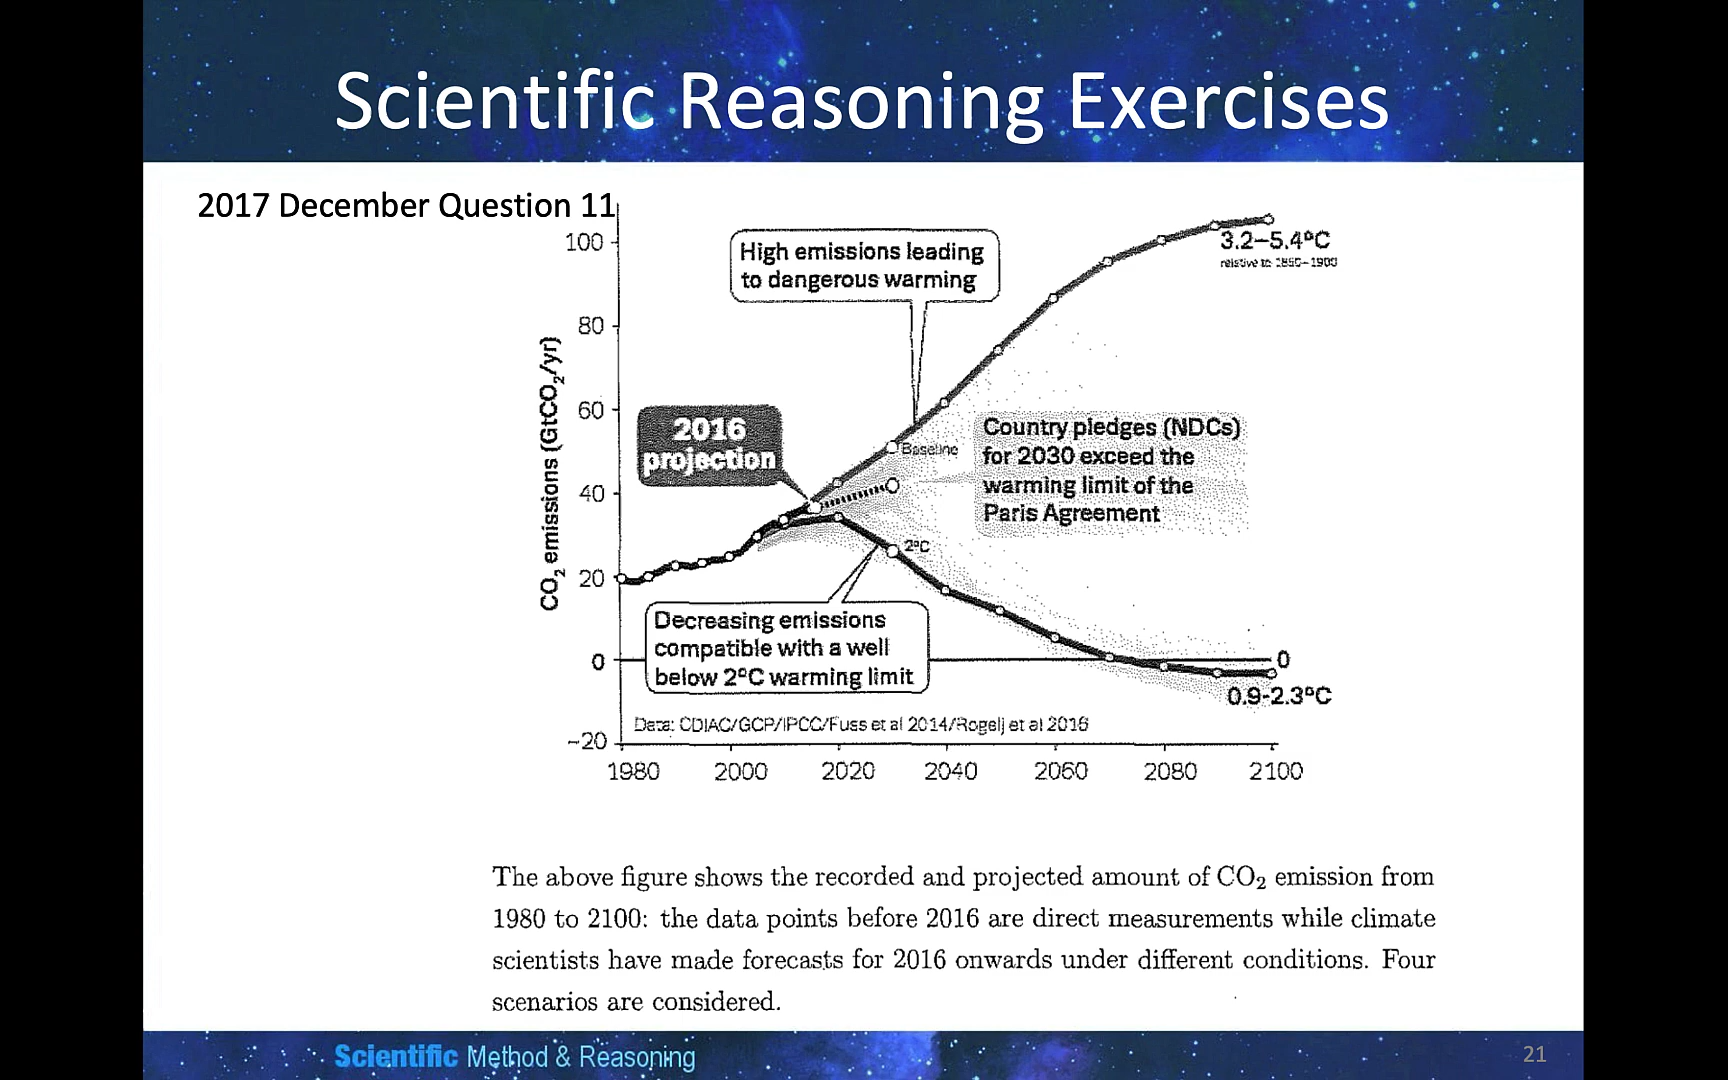 Scientific Reasoning Exercises
2017 December Question 11
100
80
60
40
20
0
−20
CO₂ emissions (GtCO₂/yr)
High emissions leading
to dangerous warming
3.2–5.4°C
relative to 1850–1900
2016
projection
Baseline
Country pledges (NDCs)
for 2030 exceed the
warming limit of the
Paris Agreement
2°C
Decreasing emissions
compatible with a well
below 2°C warming limit
0
0.9-2.3°C
Data: CDIAC/GCP/IPCC/Fuss et al 2014/Rogelj et al 2016
1980 2000 2020 2040 2060 2080 2100
The above figure shows the recorded and projected amount of CO₂ emission from
1980 to 2100: the data points before 2016 are direct measurements while climate
scientists have made forecasts for 2016 onwards under different conditions. Four
scenarios are considered.
Scientific Method & Reasoning
21